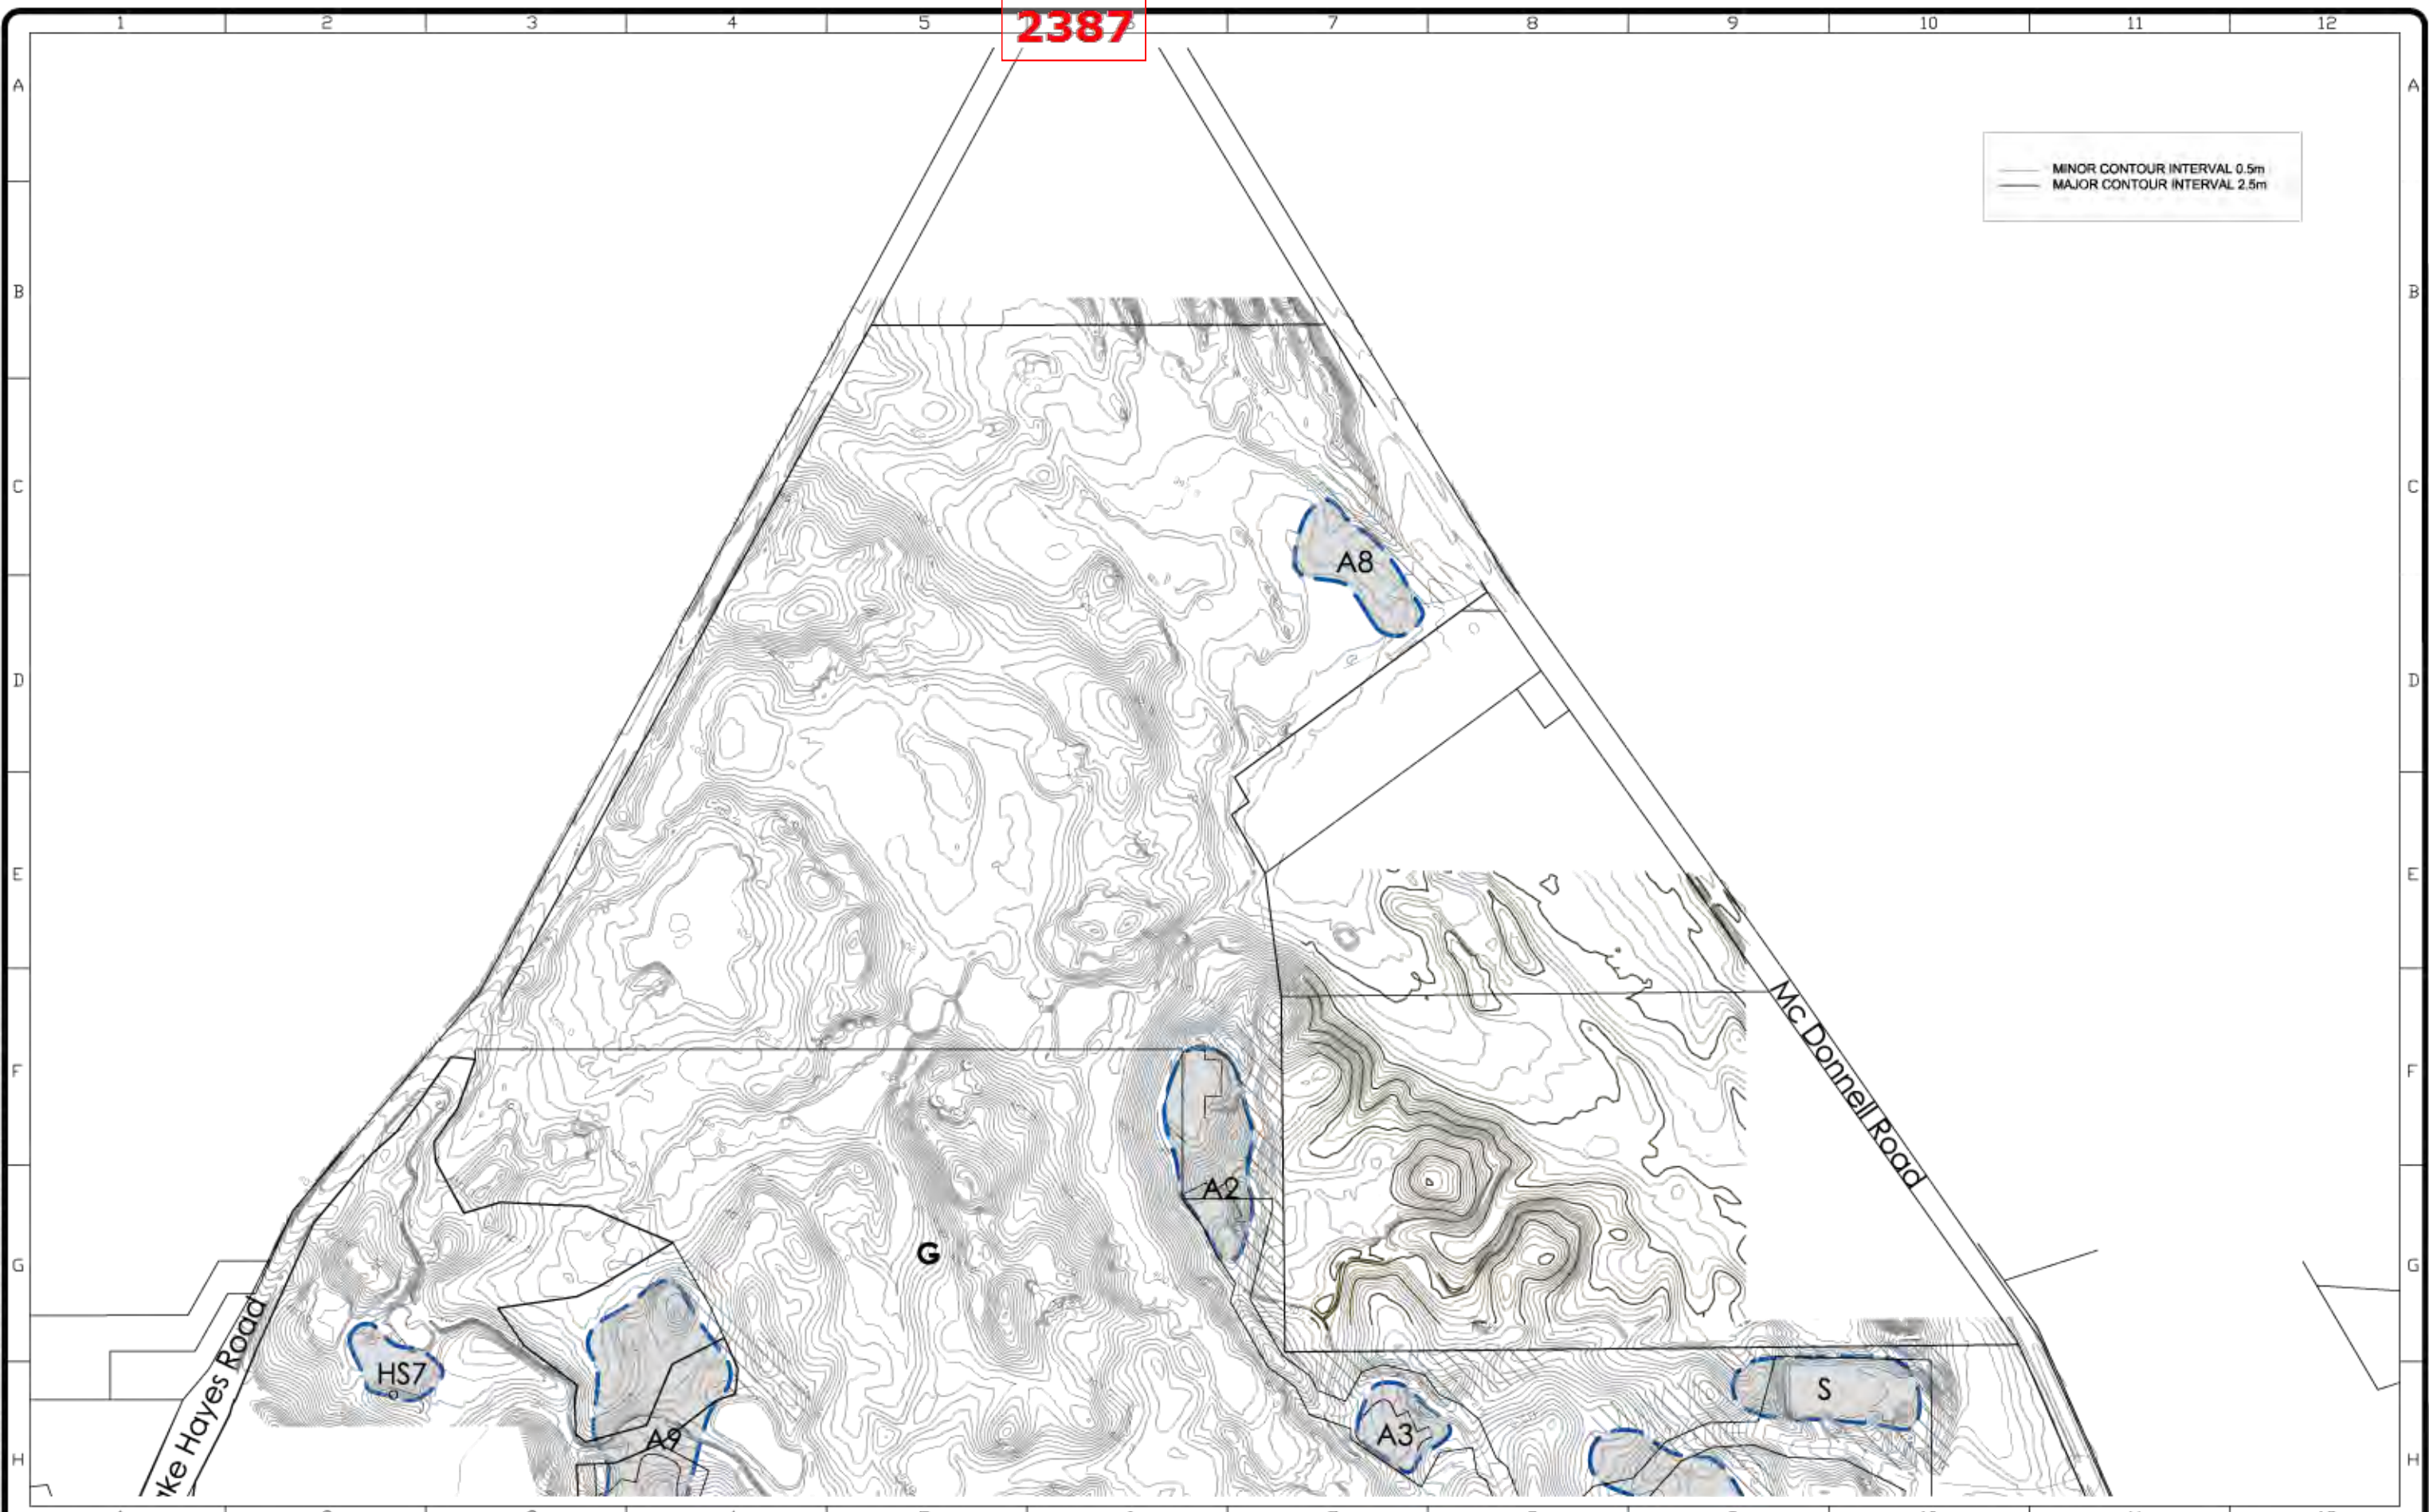 2387
1 2 3 4 5 7 8 9 10 11 12
A A
MINOR CONTOUR INTERVAL 0.5m
MAJOR CONTOUR INTERVAL 2.5m
B B
C C
A8
D D
E E
Mc Donnell Road
F F
A2
G G G
HS7
S
A3
A9
H H
ake Hayes Road